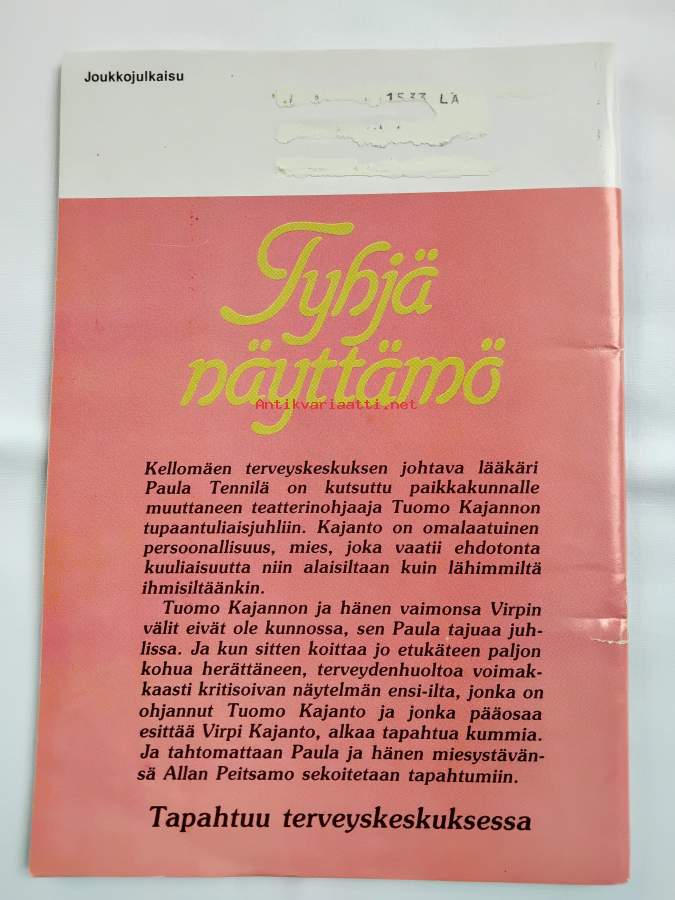 Joukkojulkaisu
1533 LA
Tyhjä
näyttämö
Antikvariaatti.net
Kellomäen terveyskeskuksen johtava lääkäri
Paula Tennilä on kutsuttu paikkakunnalle
muuttaneen teatterinohjaaja Tuomo Kajannon
tupaantuliaisjuhliin. Kajanto on omalaatuinen
persoonallisuus, mies, joka vaatii ehdotonta
kuuliaisuutta niin alaisiltaan kuin lähimmiltä
ihmisiltäänkin.
Tuomo Kajannon ja hänen vaimonsa Virpin
välit eivät ole kunnossa, sen Paula tajuaa juh-
lissa. Ja kun sitten koittaa jo etukäteen paljon
kohua herättäneen, terveydenhuoltoa voimak-
kaasti kritisoivan näytelmän ensi-ilta, jonka on
ohjannut Tuomo Kajanto ja jonka pääosaa
esittää Virpi Kajanto, alkaa tapahtua kummia.
Ja tahtomattaan Paula ja hänen miesystävän-
sä Allan Peitsamo sekoitetaan tapahtumiin.
Tapahtuu terveyskeskuksessa